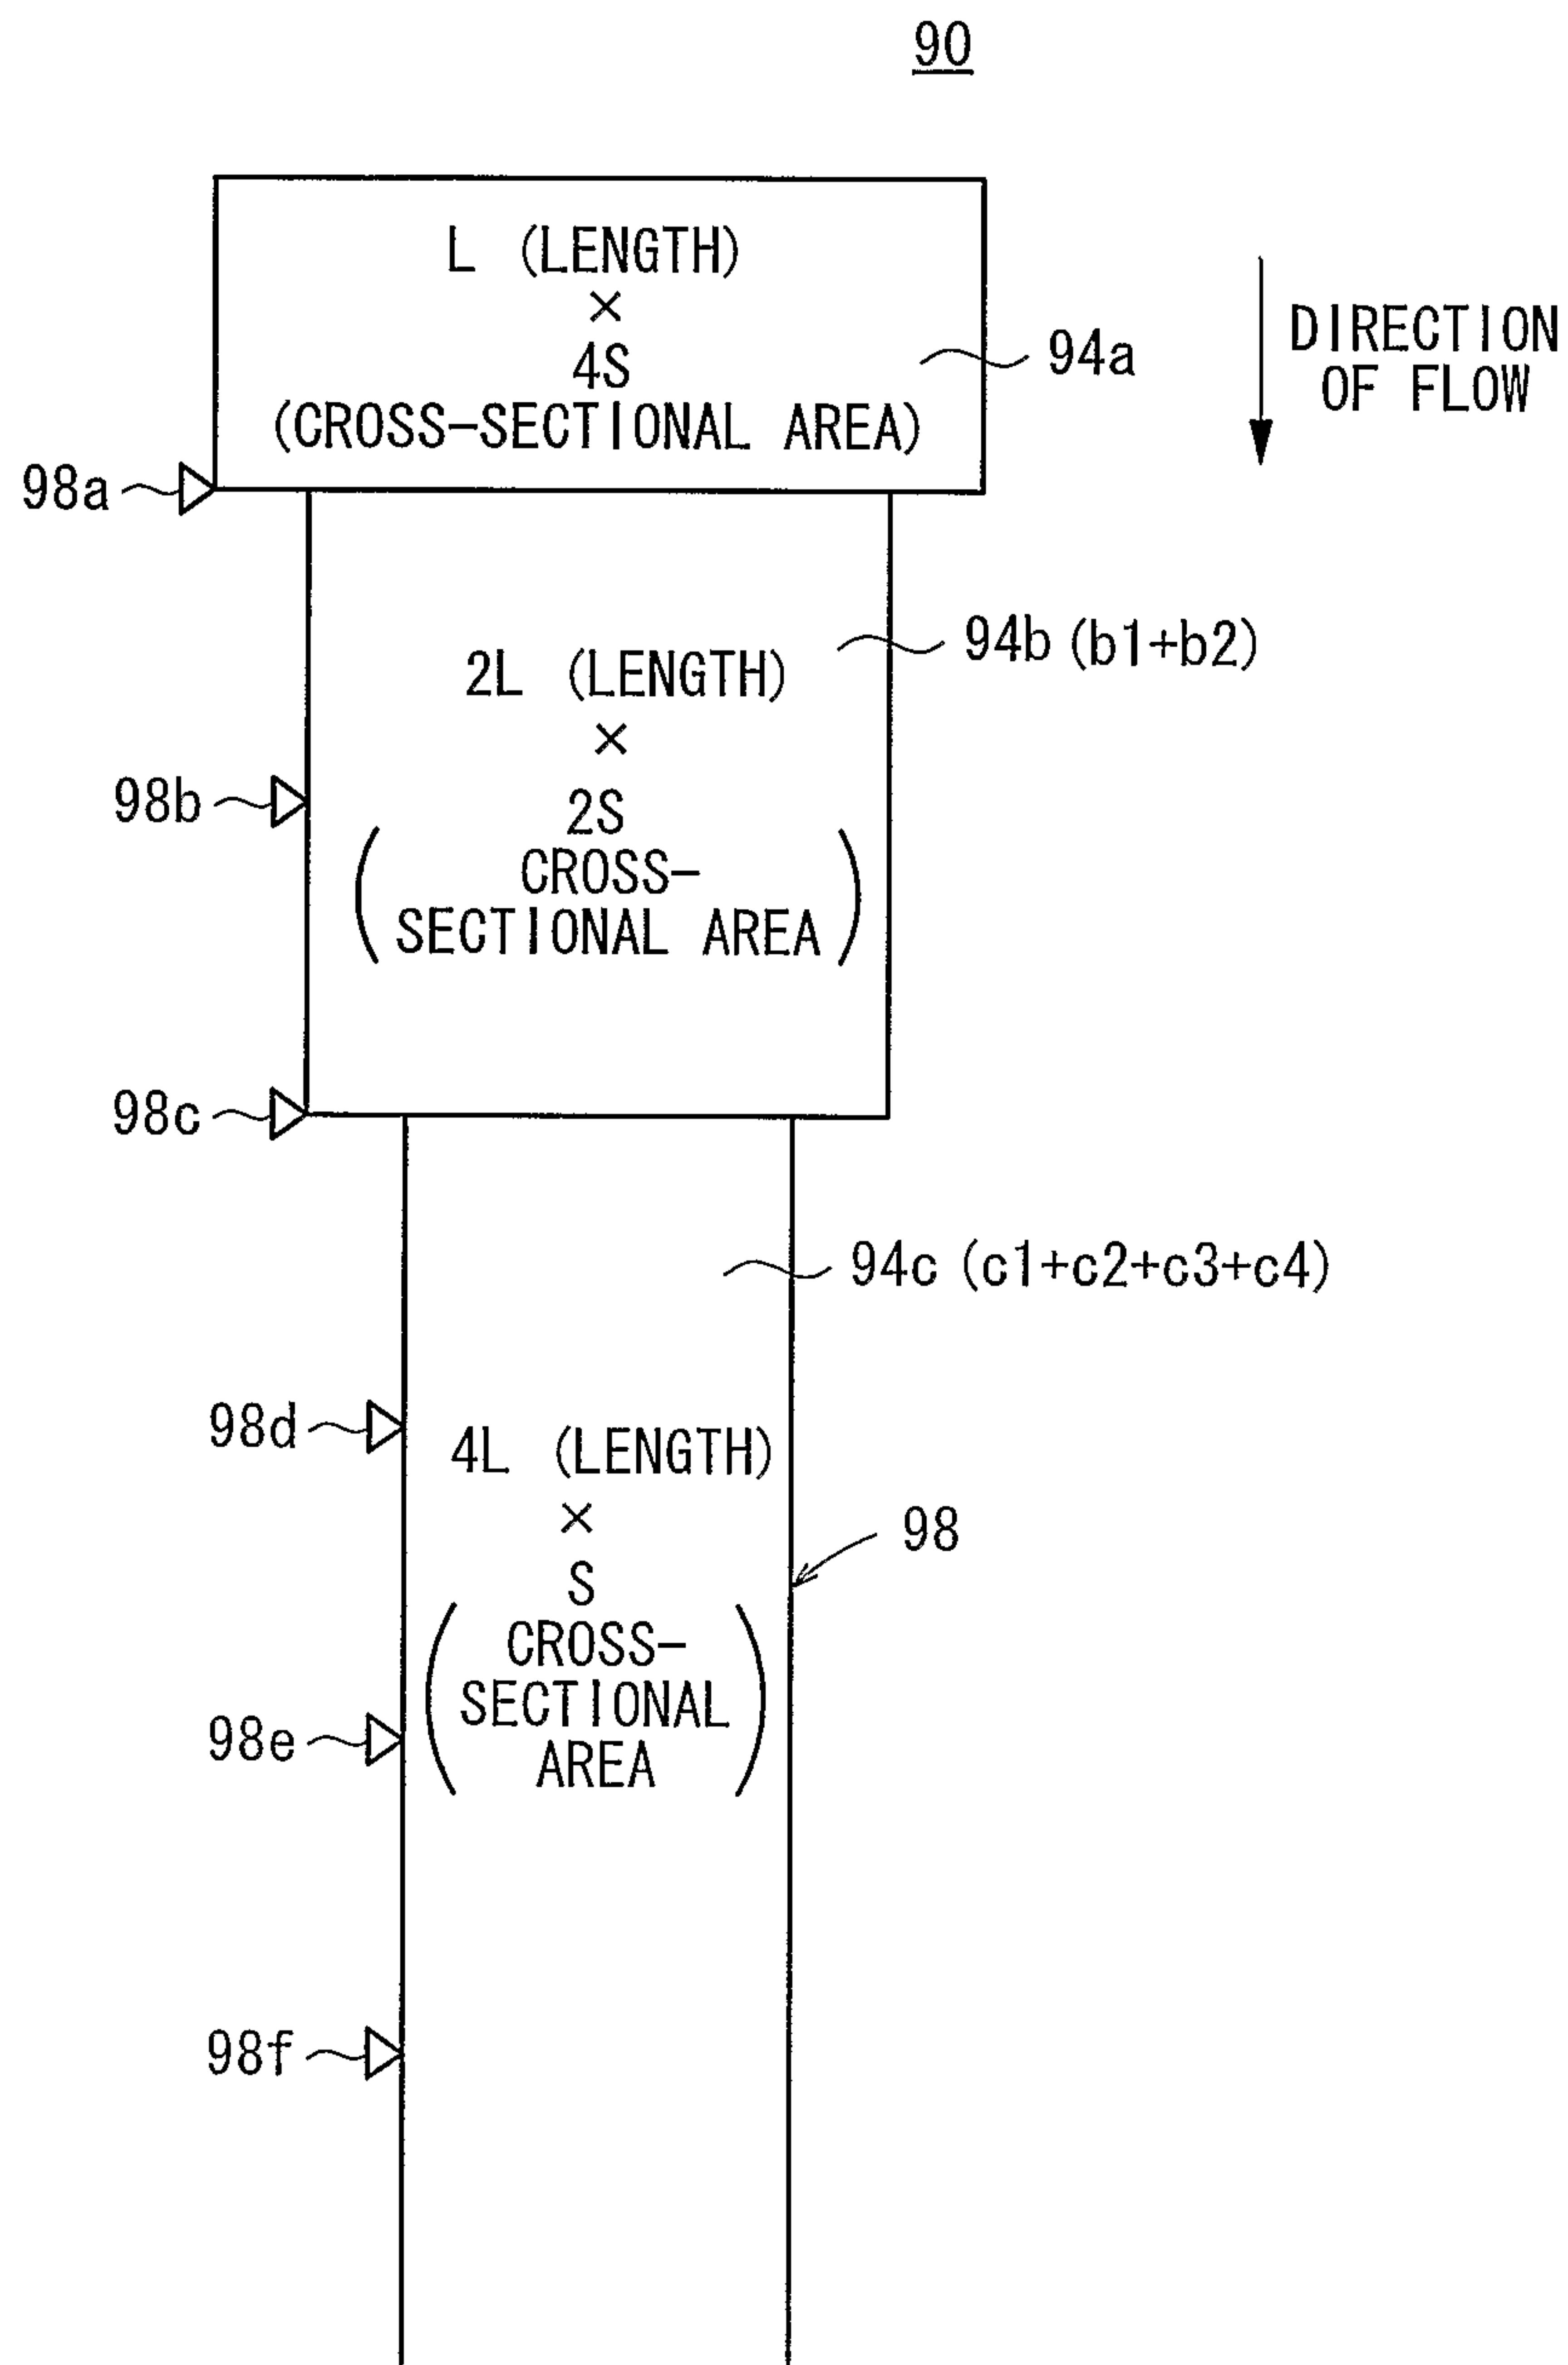 90
L (LENGTH)
×
4S
(CROSS-SECTIONAL AREA)
94a
DIRECTION
OF FLOW
98a
94b (b1+b2)
2L (LENGTH)
×
98b
2S
(CROSS-
SECTIONAL AREA)
98c
94c (c1+c2+c3+c4)
98d
4L (LENGTH)
×
98
S
(CROSS-
SECTIONAL
AREA)
98e
98f